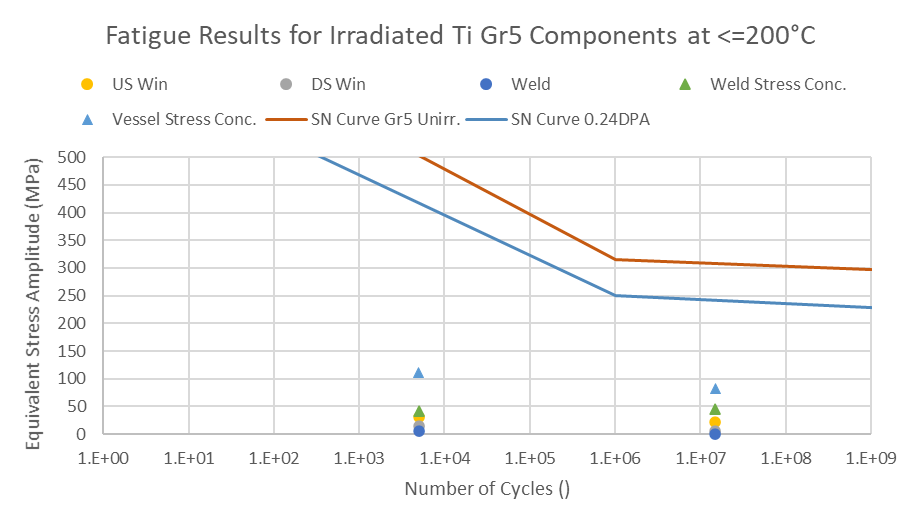 Fatigue Results for Irradiated Ti Gr5 Components at <=200°C
US Win DS Win Weld Weld Stress Conc.
Vessel Stress Conc. SN Curve Gr5 Unirr. SN Curve 0.24DPA
Equivalent Stress Amplitude (MPa)
500
450
400
350
300
250
200
150
100
50
0
1.E+00 1.E+01 1.E+02 1.E+03 1.E+04 1.E+05 1.E+06 1.E+07 1.E+08 1.E+09
Number of Cycles ()